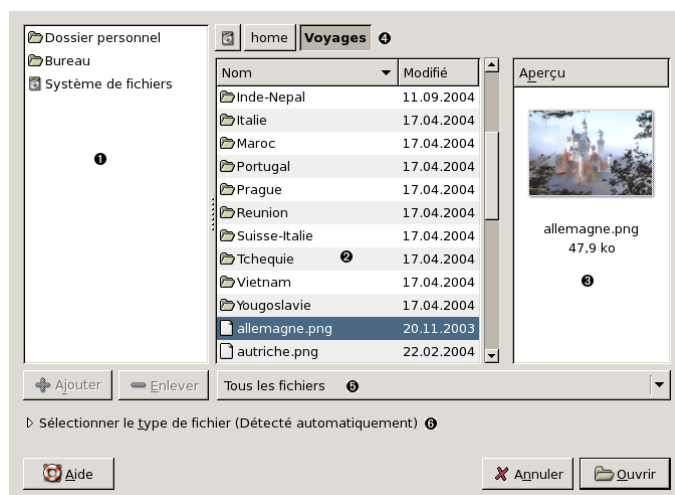 Dossier personnel
Bureau
Système de fichiers
❶
home
Voyages
❹
Nom
Modifié
Inde-Nepal 11.09.2004
Italie 17.04.2004
Maroc 17.04.2004
Portugal 17.04.2004
Prague 17.04.2004
Reunion 17.04.2004
Suisse-Italie 17.04.2004
Tchequie ❷ 17.04.2004
Vietnam 17.04.2004
Yougoslavie 17.04.2004
allemagne.png 20.11.2003
autriche.png 22.02.2004
Aperçu
allemagne.png
47,9 ko
❸
Ajouter
Enlever
Tous les fichiers ❺
Sélectionner le type de fichier (Détecté automatiquement) ❻
Aide
Annuler
Ouvrir